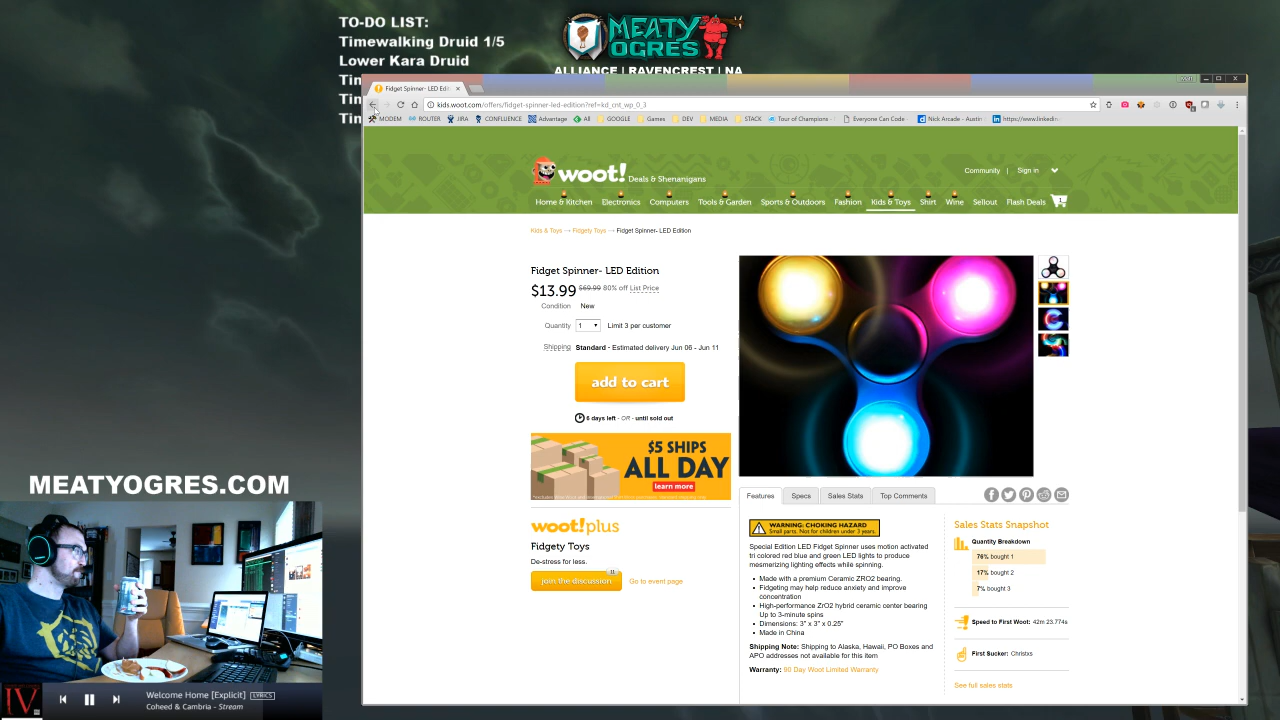 TO-DO LIST:
Timewalking Druid 1/5
Lower Kara Druid
Tim
Tim
Tim
MEATY
OGRES
ALLIANCE | RAVENCREST | NA
Fidget Spinner- LED Edit
kids.woot.com/offers/fidget-spinner-led-edition?ref=kd_cnt_wp_0_3
MODEM ROUTER JIRA CONFLUENCE Advantage All GOOGLE Games DEV MEDIA STACK Tour of Champions - Everyone Can Code - Nick Arcade - Austin https://www.linkedin
woot! Deals & Shenanigans
Community | Sign in
Home & Kitchen Electronics Computers Tools & Garden Sports & Outdoors Fashion Kids & Toys Shirt Wine Sellout Flash Deals 1
Kids & Toys → Fidgety Toys → Fidget Spinner- LED Edition
Fidget Spinner- LED Edition
$13.99 $69.99 80% off List Price
Condition New
Quantity 1 Limit 3 per customer
Shipping Standard - Estimated delivery Jun 06 - Jun 11
add to cart
6 days left - OR - until sold out
$5 SHIPS
ALL DAY
learn more
woot!plus
Fidgety Toys
De-stress for less.
11
join the discussion Go to event page
Features Specs Sales Stats Top Comments
WARNING: CHOKING HAZARD
Small parts. Not for children under 3 years.
Special Edition LED Fidget Spinner uses motion activated
tri colored red blue and green LED lights to produce
mesmerizing lighting effects while spinning.
Made with a premium Ceramic ZRO2 bearing.
Fidgeting may help reduce anxiety and improve
concentration
High-performance ZrO2 hybrid ceramic center bearing
Up to 3-minute spins
Dimensions: 3" x 3" x 0.25"
Made in China
Shipping Note: Shipping to Alaska, Hawaii, PO Boxes and
APO addresses not available for this item
Warranty: 90 Day Woot Limited Warranty
Sales Stats Snapshot
Quantity Breakdown
76% bought 1
17% bought 2
7% bought 3
Speed to First Woot: 42m 23.774s
First Sucker: Christxs
See full sales stats
MEATYOGRES.COM
IV
Welcome Home [Explicit] LYRICS
Coheed & Cambria - Stream